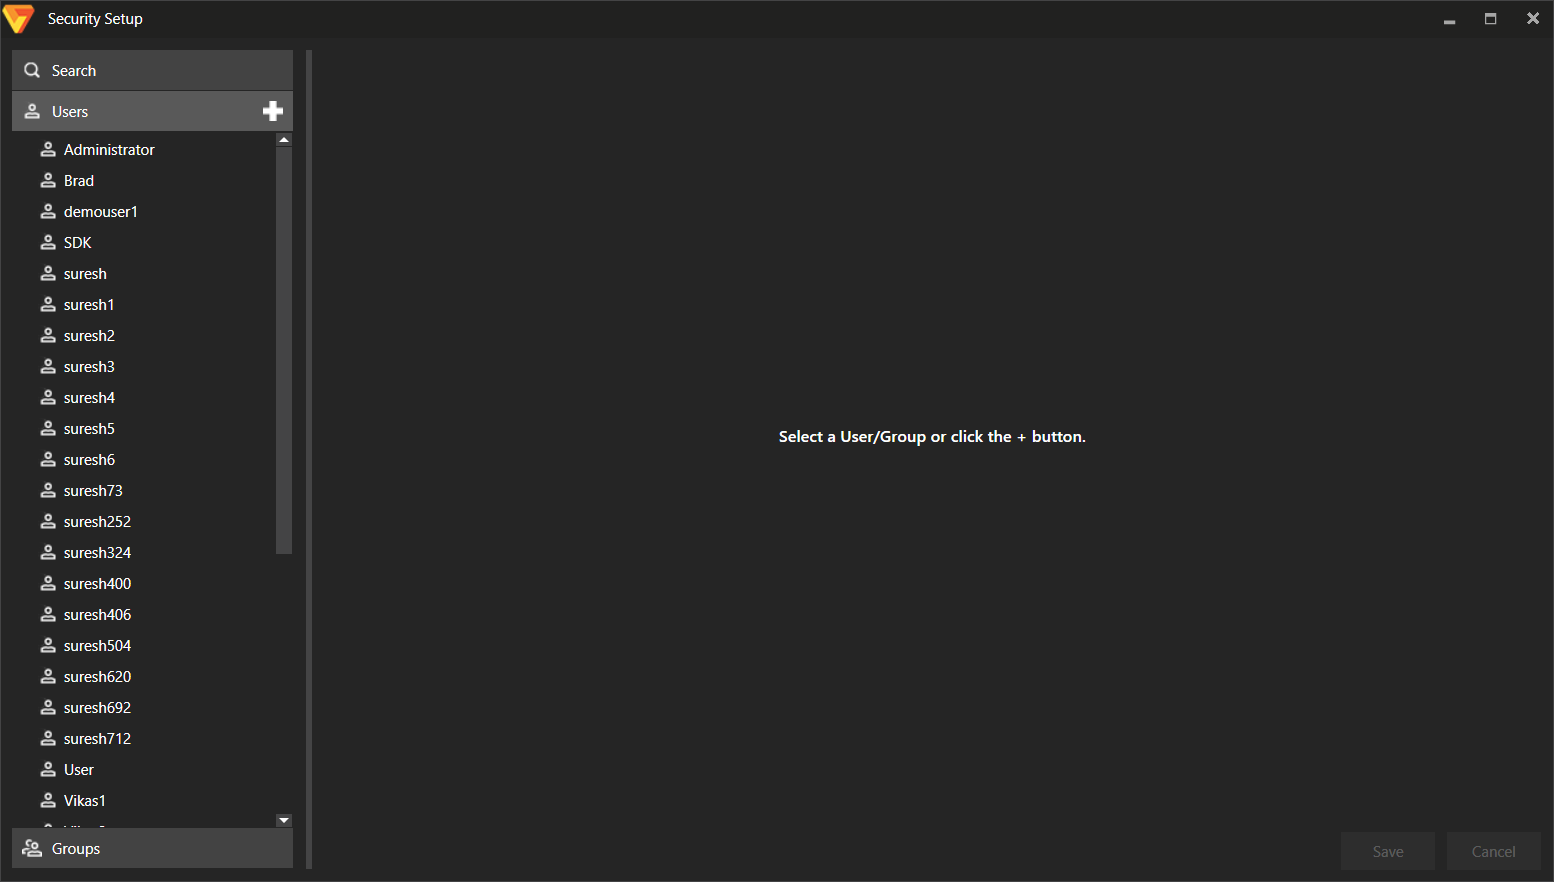 Security Setup
Search
Users
Administrator
Brad
demouser1
SDK
suresh
suresh1
suresh2
suresh3
suresh4
suresh5
suresh6
suresh73
suresh252
suresh324
suresh400
suresh406
suresh504
suresh620
suresh692
suresh712
User
Vikas1
Groups
Select a User/Group or click the + button.
Save
Cancel